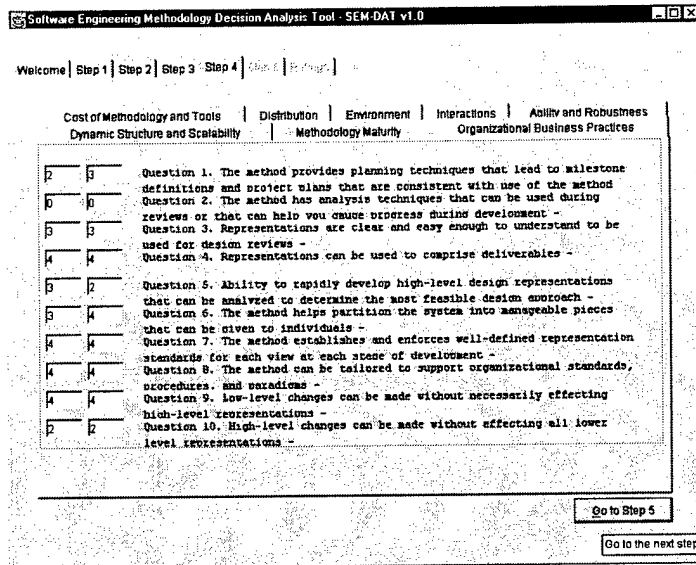 Software Engineering Methodology Decision Analysis Tool - SEM-DAT v1.0
Welcome Step 1 Step 2 Step 3 Step 4
Cost of Methodology and Tools Distribution Environment Interactions Ability and Robustness
Dynamic Structure and Scalability Methodology Maturity Organizational Business Practices
2 3 Question 1. The method provides planning techniques that lead to milestone
definitions and project plans that are consistent with use of the method
0 0 Question 2. The method has analysis techniques that can be used during
reviews or that can help you gauge progress during development -
3 3 Question 3. Representations are clear and easy enough to understand to be
used for design reviews -
4 4 Question 4. Representations can be used to comprise deliverables -
3 2 Question 5. Ability to rapidly develop high-level design representations
that can be analyzed to determine the most feasible design approach -
3 4 Question 6. The method helps partition the system into manageable pieces
that can be given to individuals -
4 4 Question 7. The method establishes and enforces well-defined representation
standards for each view at each stage of development -
4 4 Question 8. The method can be tailored to support organizational standards,
procedures, and paradigms -
4 4 Question 9. Low-level changes can be made without necessarily effecting
high-level representations -
2 2 Question 10. High-level changes can be made without affecting all lower
level representations -
Go to Step 5
Go to the next step